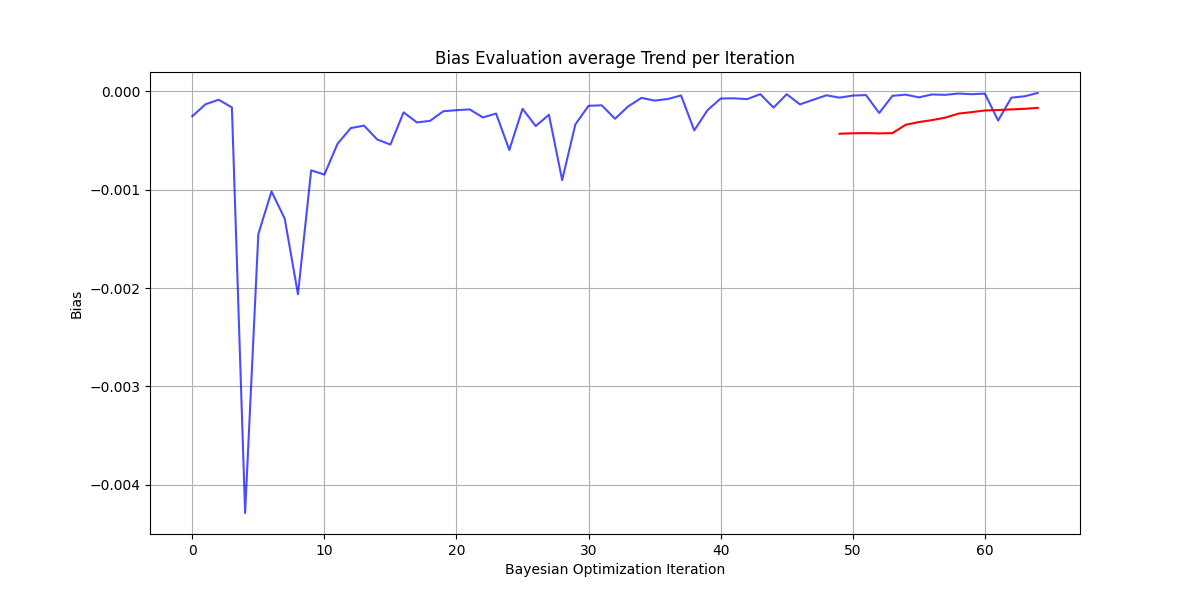 Bias Evaluation average Trend per Iteration
0.000
−0.001
−0.002
−0.003
−0.004
Bias
0 10 20 30 40 50 60
Bayesian Optimization Iteration